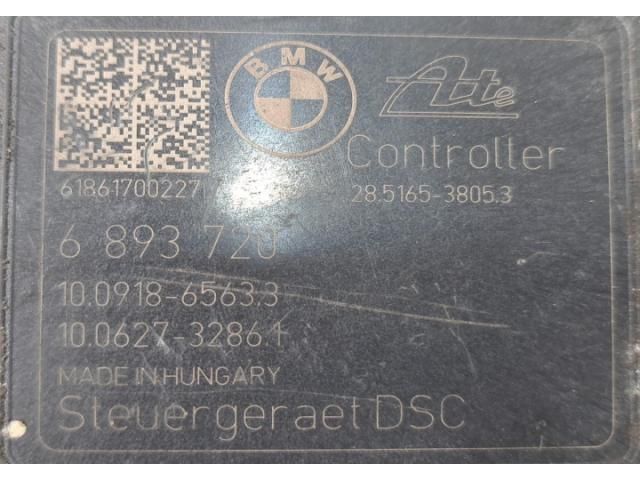 BMW Ate
Controller
61861700227 28.5165-3805.3
6 893 720
10.0918-6563.3
10.0627-3286.1
MADE IN HUNGARY
Steuergeraet DSC